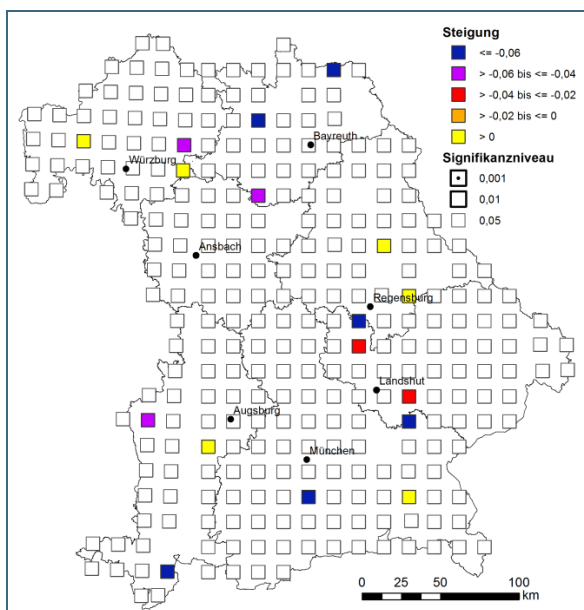 Steigung
<= -0,06
> -0,06 bis <= -0,04
> -0,04 bis <= -0,02
> -0,02 bis <= 0
> 0
Signifikanzniveau
0,001
0,01
0,05
Bayreuth
Würzburg
Ansbach
Regensburg
Landshut
Augsburg
München
0 25 50 100
km